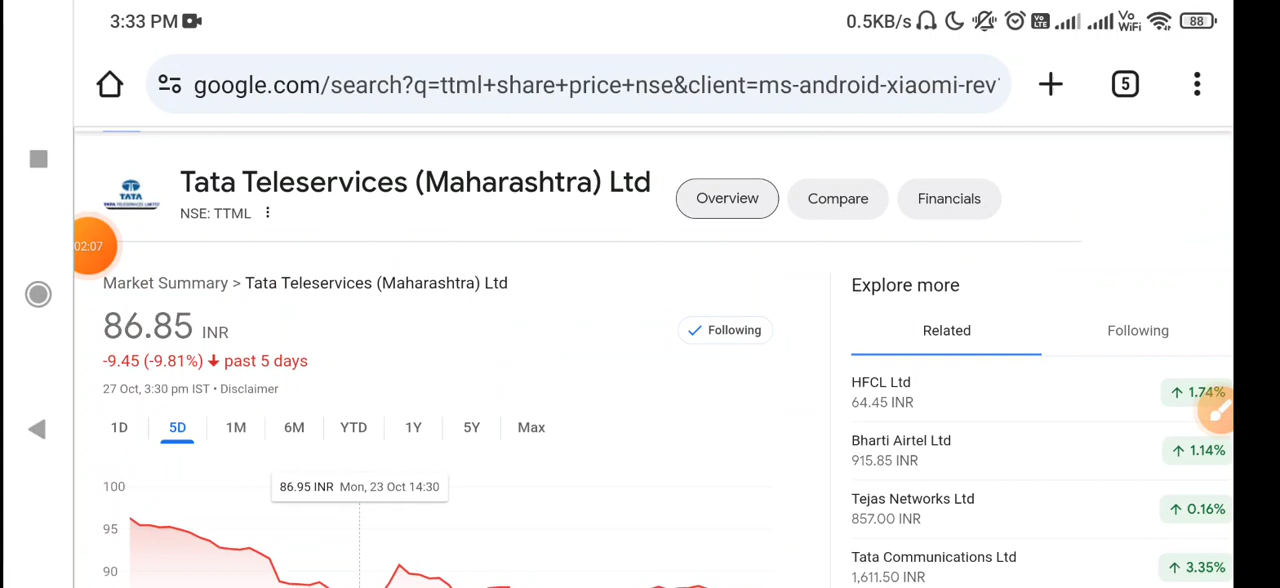 3:33 PM
0.5KB/s
Vo LTE
Vo WiFi
88
google.com/search?q=ttml+share+price+nse&client=ms-android-xiaomi-rev
5
TATA
Tata Teleservices (Maharashtra) Ltd
NSE: TTML
Overview
Compare
Financials
02:07
Market Summary > Tata Teleservices (Maharashtra) Ltd
86.85 INR
Following
-9.45 (-9.81%) past 5 days
27 Oct, 3:30 pm IST • Disclaimer
1D
5D
1M
6M
YTD
1Y
5Y
Max
86.95 INR Mon, 23 Oct 14:30
100
95
90
Explore more
Related
Following
HFCL Ltd
64.45 INR
1.74%
Bharti Airtel Ltd
915.85 INR
1.14%
Tejas Networks Ltd
857.00 INR
0.16%
Tata Communications Ltd
1,611.50 INR
3.35%